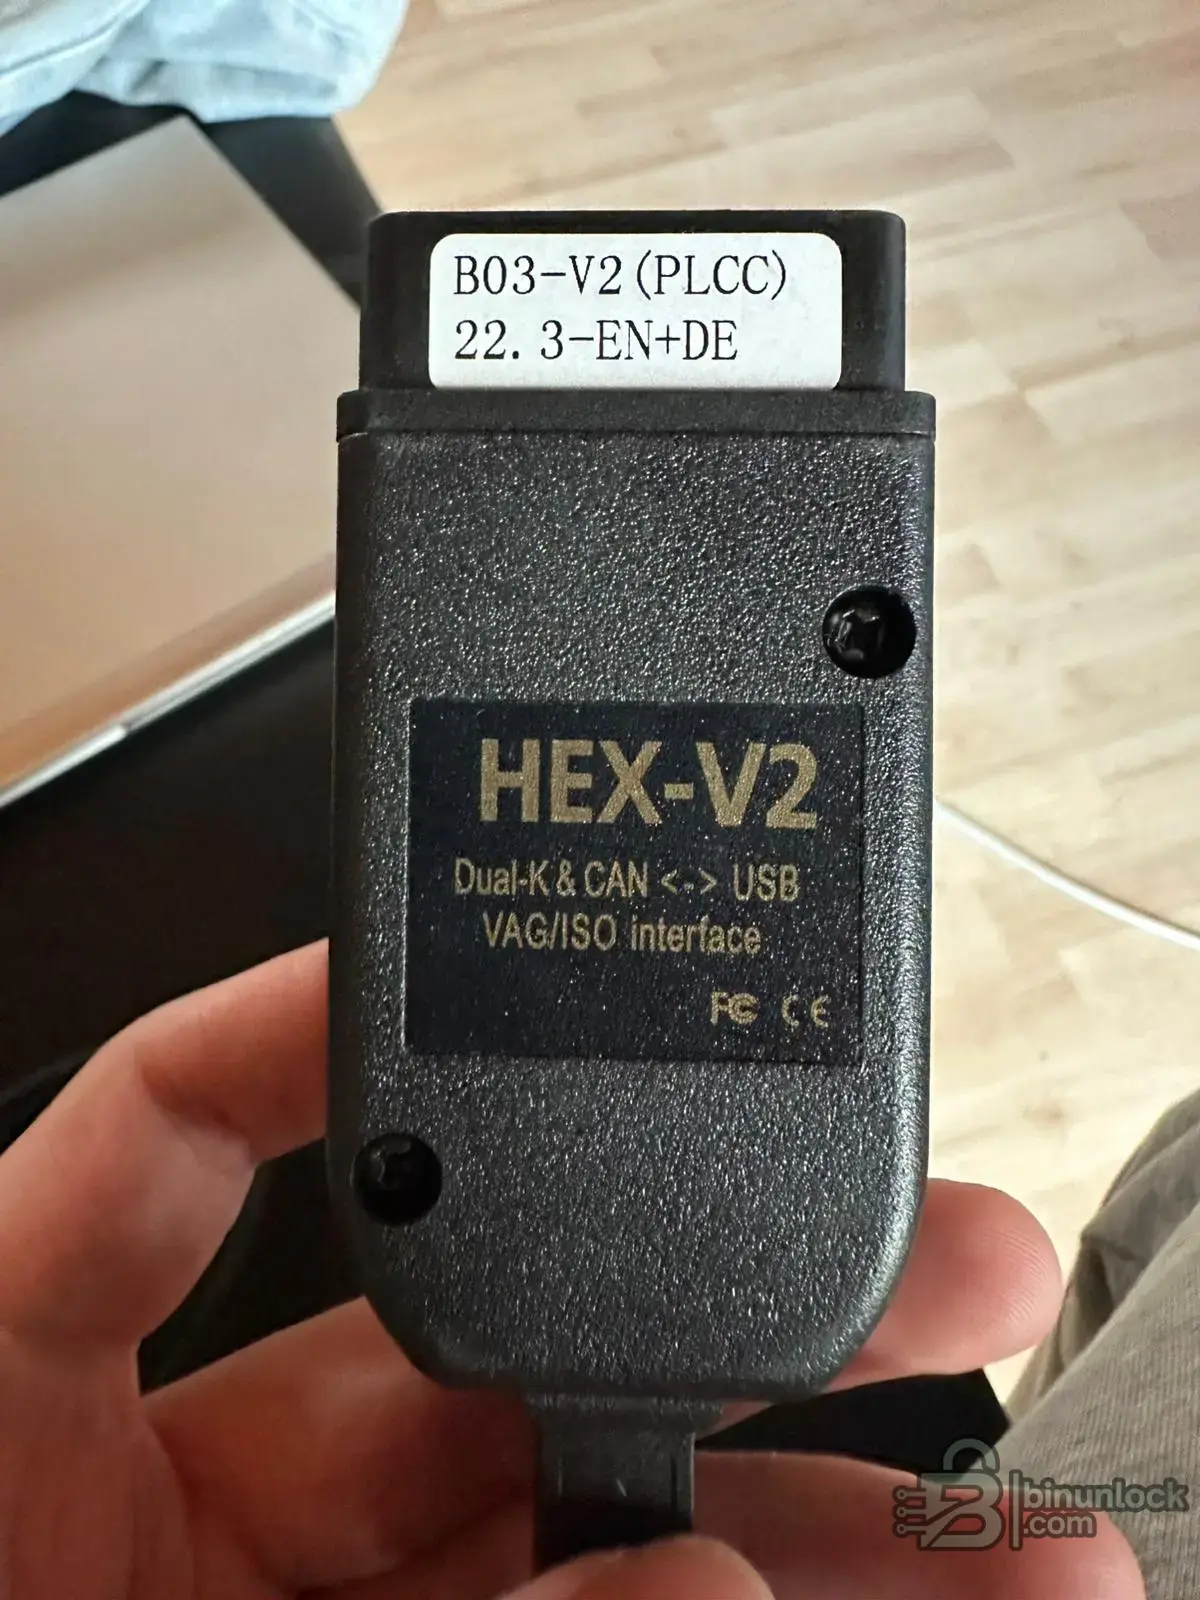 B03-V2(PLCC)
22.3-EN+DE
HEX-V2
Dual-K & CAN <-> USB
VAG/ISO interface
FC CE
binunlock
.com